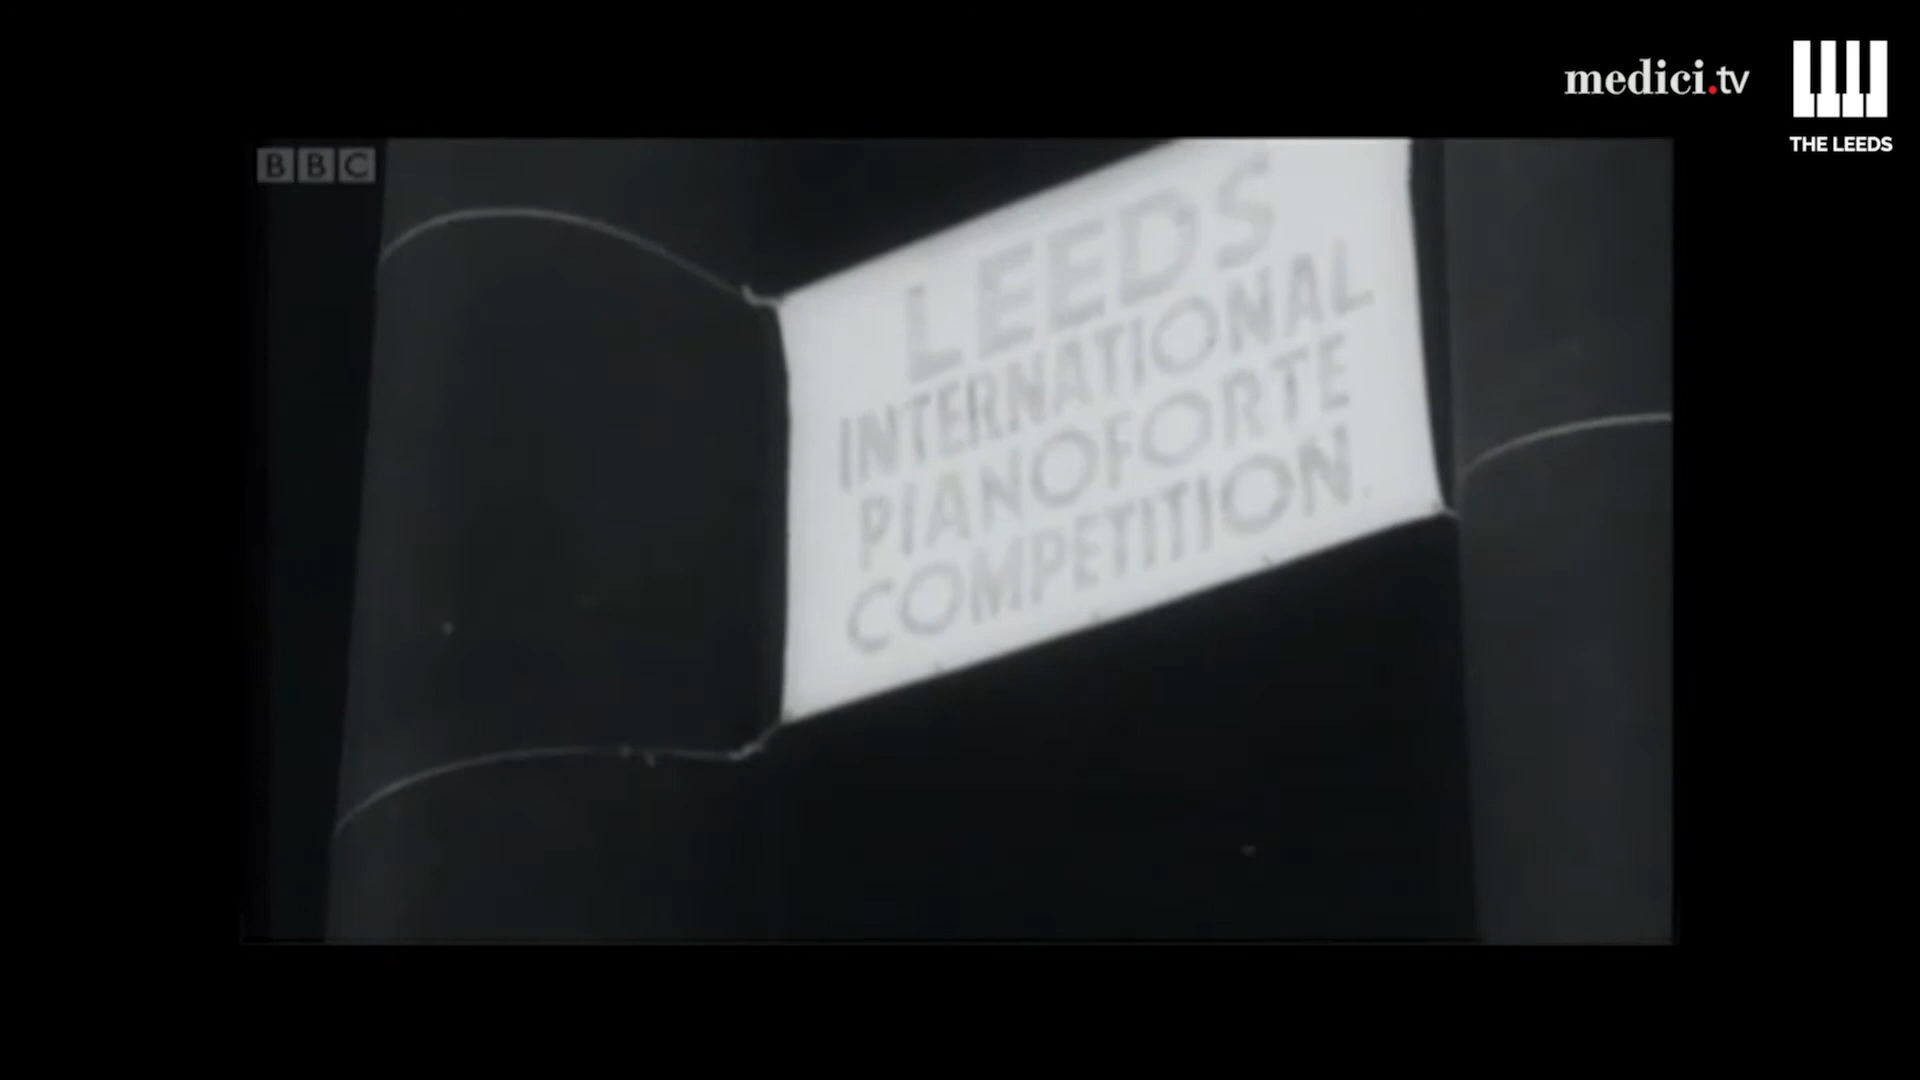 medici.tv
THE LEEDS
BBC
LEEDS
INTERNATIONAL
PIANOFORTE
COMPETITION.